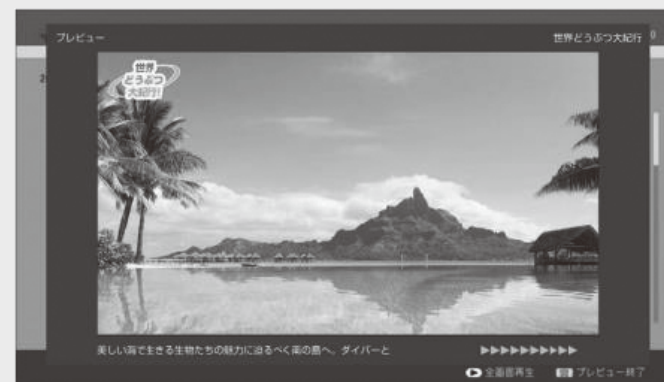 プレビュー
世界どうぶつ大紀行
世界
どうぶつ
大紀行!
美しい海で生きる生物たちの魅力に迫るべく南の島へ。ダイバーと
▶▶▶▶▶▶▶▶▶▶
全画面再生
プレビュー終了